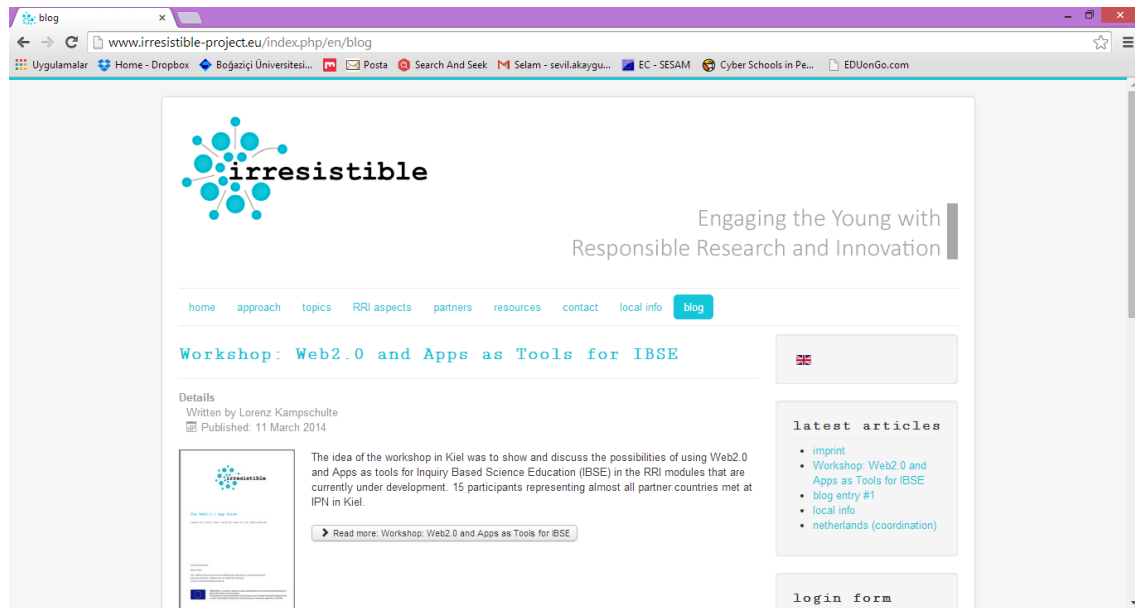 blog
www.irresistible-project.eu/index.php/en/blog
Uygulamalar Home - Dropbox Boğaziçi Üniversitesi... Posta Search And Seek Selam - sevil.akaygu... EC - SESAM Cyber Schools in Pe... EDUonGo.com
irresistible
Engaging the Young with
Responsible Research and Innovation
home approach topics RRI aspects partners resources contact local info blog
Workshop: Web2.0 and Apps as Tools for IBSE
Details
Written by Lorenz Kampschulte
Published: 11 March 2014
irresistible
The Web2.0 / App Guide
The idea of the workshop in Kiel was to show and discuss the possibilities of using Web2.0
and Apps as tools for Inquiry Based Science Education (IBSE) in the RRI modules that are
currently under development. 15 participants representing almost all partner countries met at
IPN in Kiel.
Read more: Workshop: Web2.0 and Apps as Tools for IBSE
latest articles
imprint
Workshop: Web2.0 and
Apps as Tools for IBSE
blog entry #1
local info
netherlands (coordination)
login form